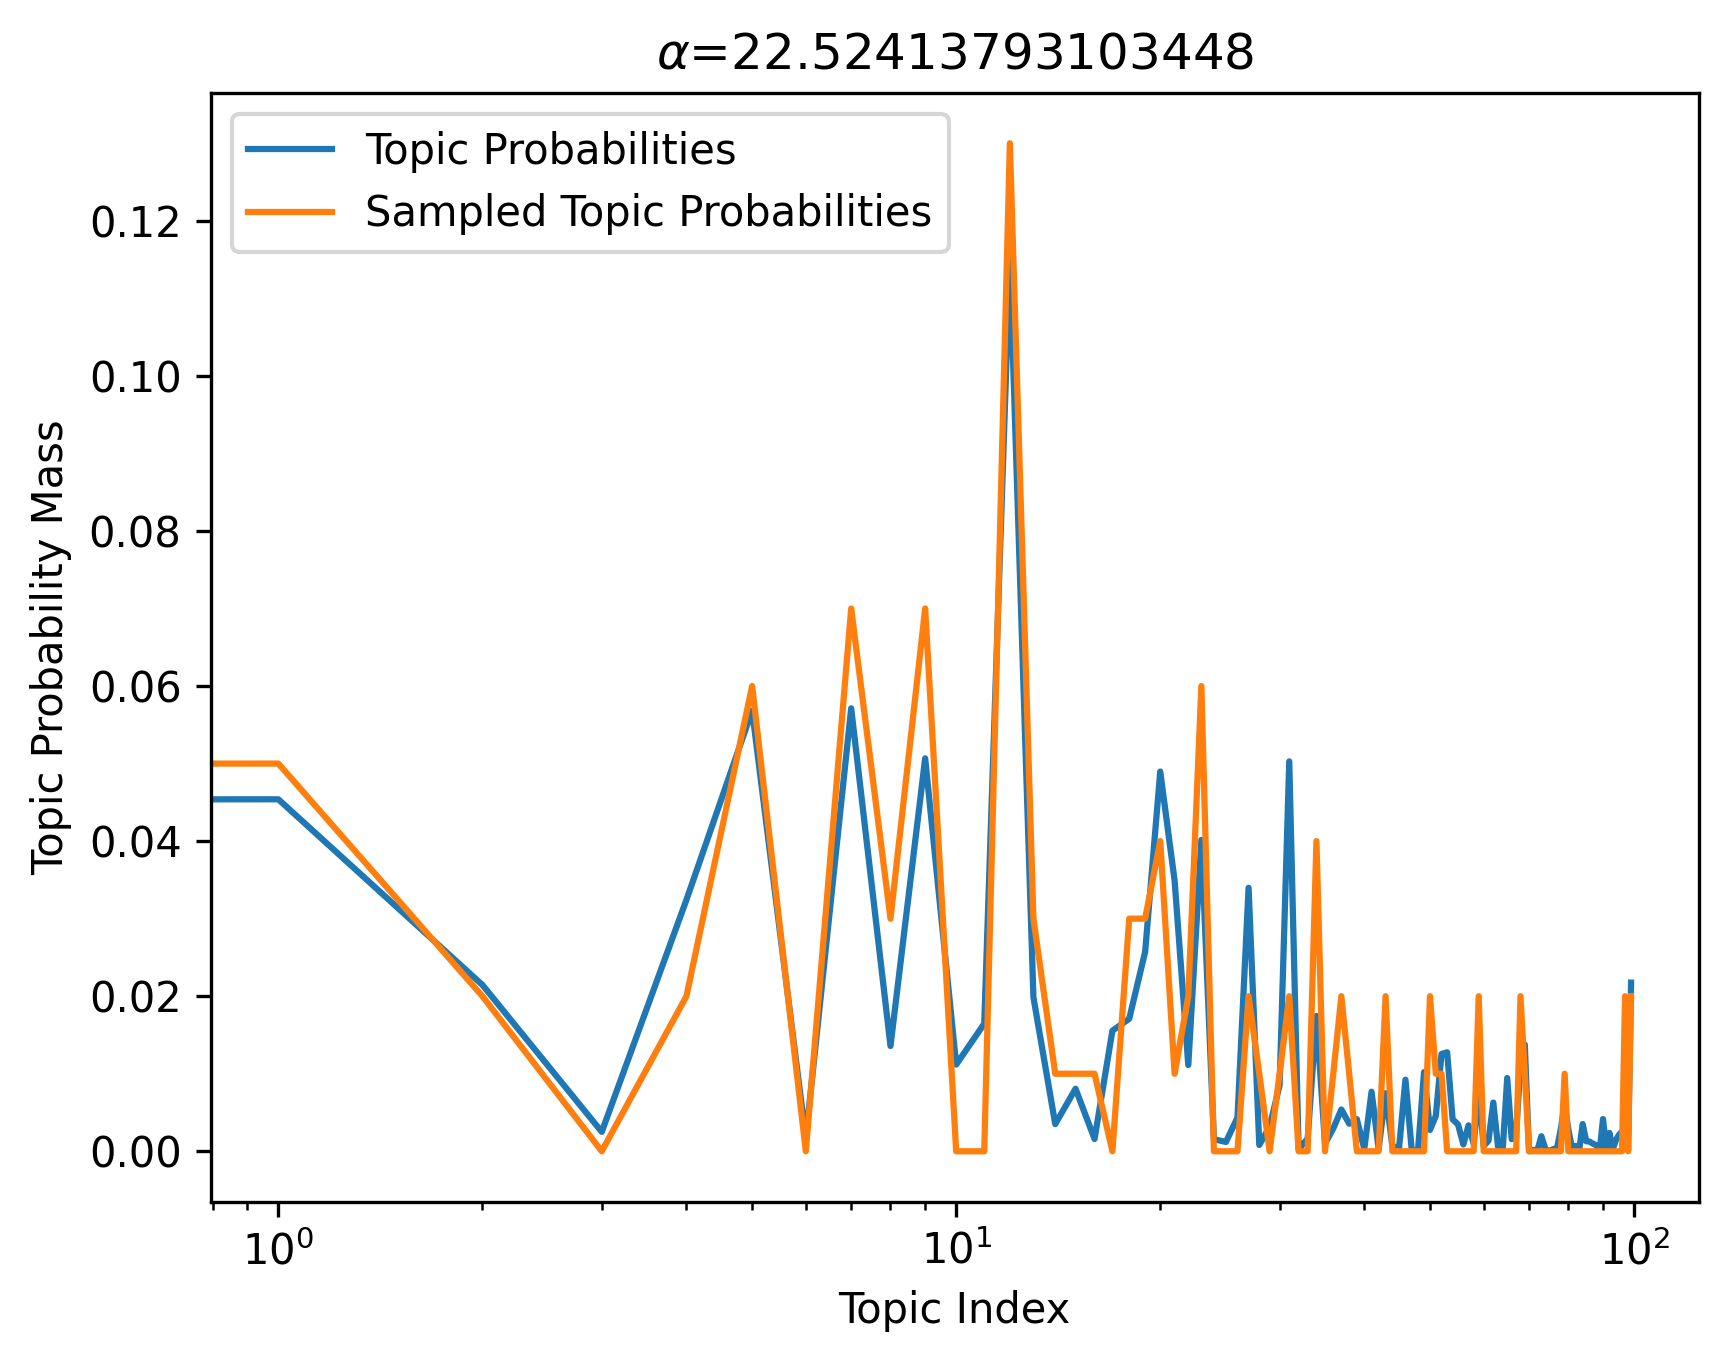 α=22.52413793103448
Topic Probabilities
Sampled Topic Probabilities
0.12
0.10
0.08
0.06
0.04
0.02
0.00
Topic Probability Mass
10⁰
10¹
10²
Topic Index